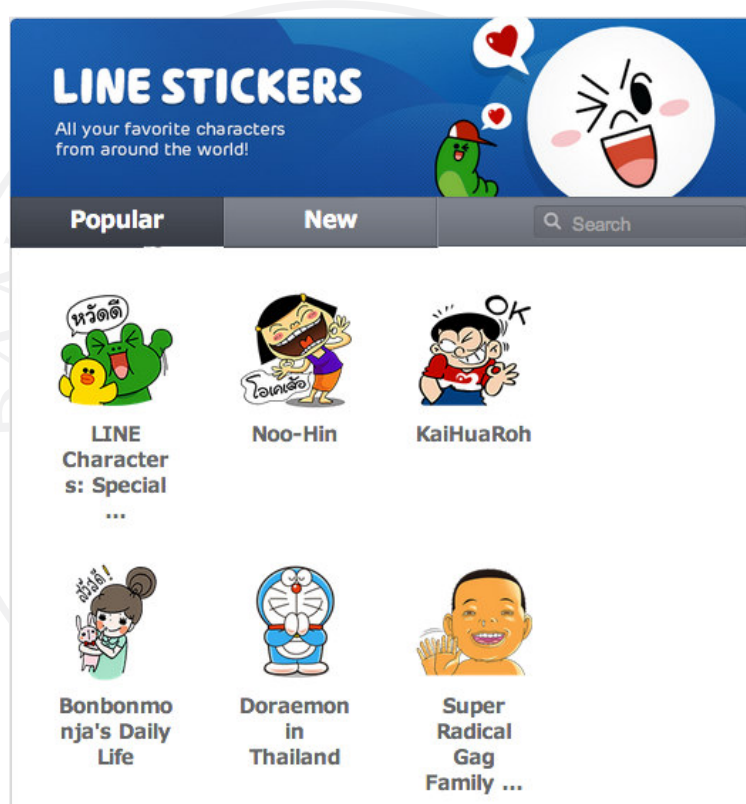 LINE STICKERS
All your favorite characters
from around the world!
Popular
New
Search
หวัดดี
โอเคเล้อ
OK
LINE
Character
s: Special
...
Noo-Hin
KaiHuaRoh
Bonbonmo
nja's Daily
Life
Doraemon
in
Thailand
Super
Radical
Gag
Family ...